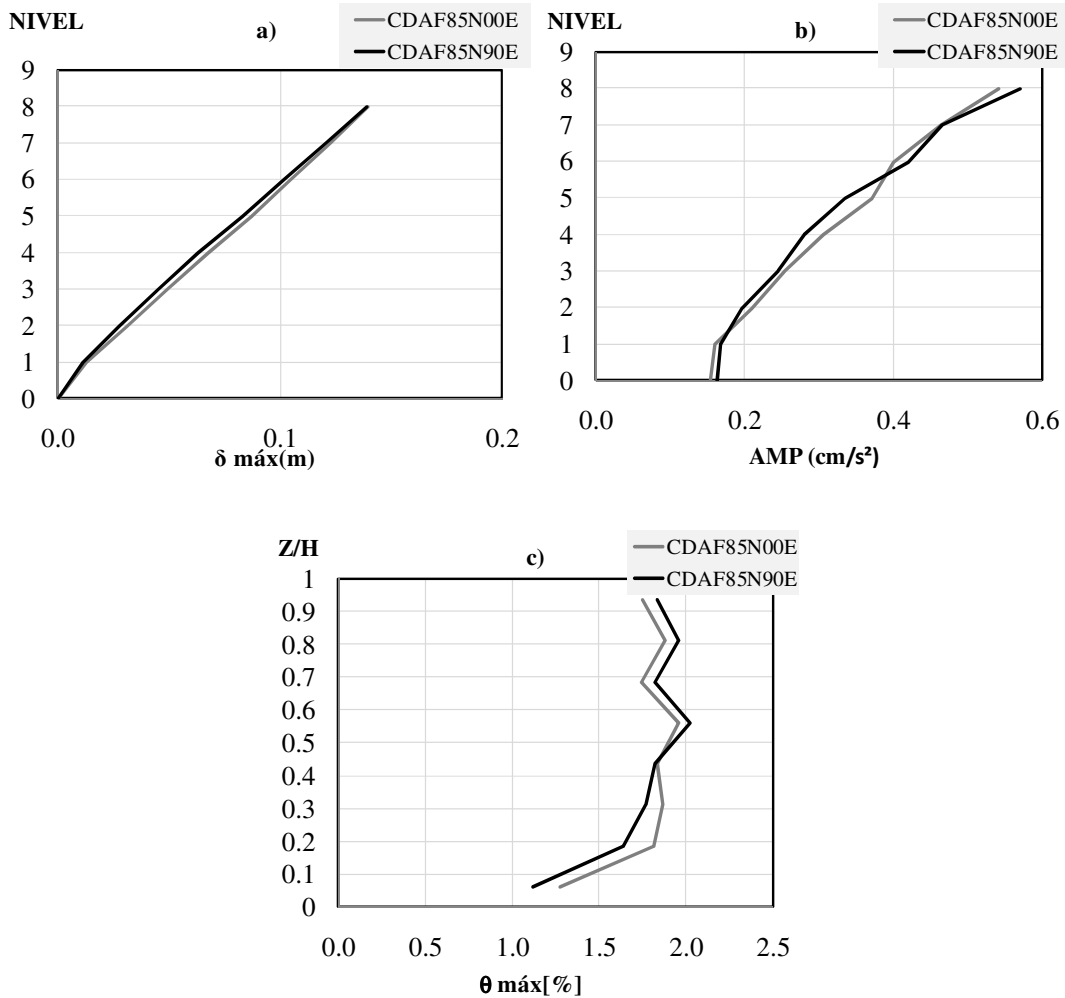 NIVEL
a)
CDAF85N00E
CDAF85N90E
9
8
7
6
5
4
3
2
1
0
0.0 0.1 0.2
δ máx(m)
NIVEL
b)
CDAF85N00E
CDAF85N90E
9
8
7
6
5
4
3
2
1
0
0.0 0.2 0.4 0.6
AMP (cm/s²)
Z/H
c)
CDAF85N00E
CDAF85N90E
1
0.9
0.8
0.7
0.6
0.5
0.4
0.3
0.2
0.1
0
0.0 0.5 1.0 1.5 2.0 2.5
θ máx[%]